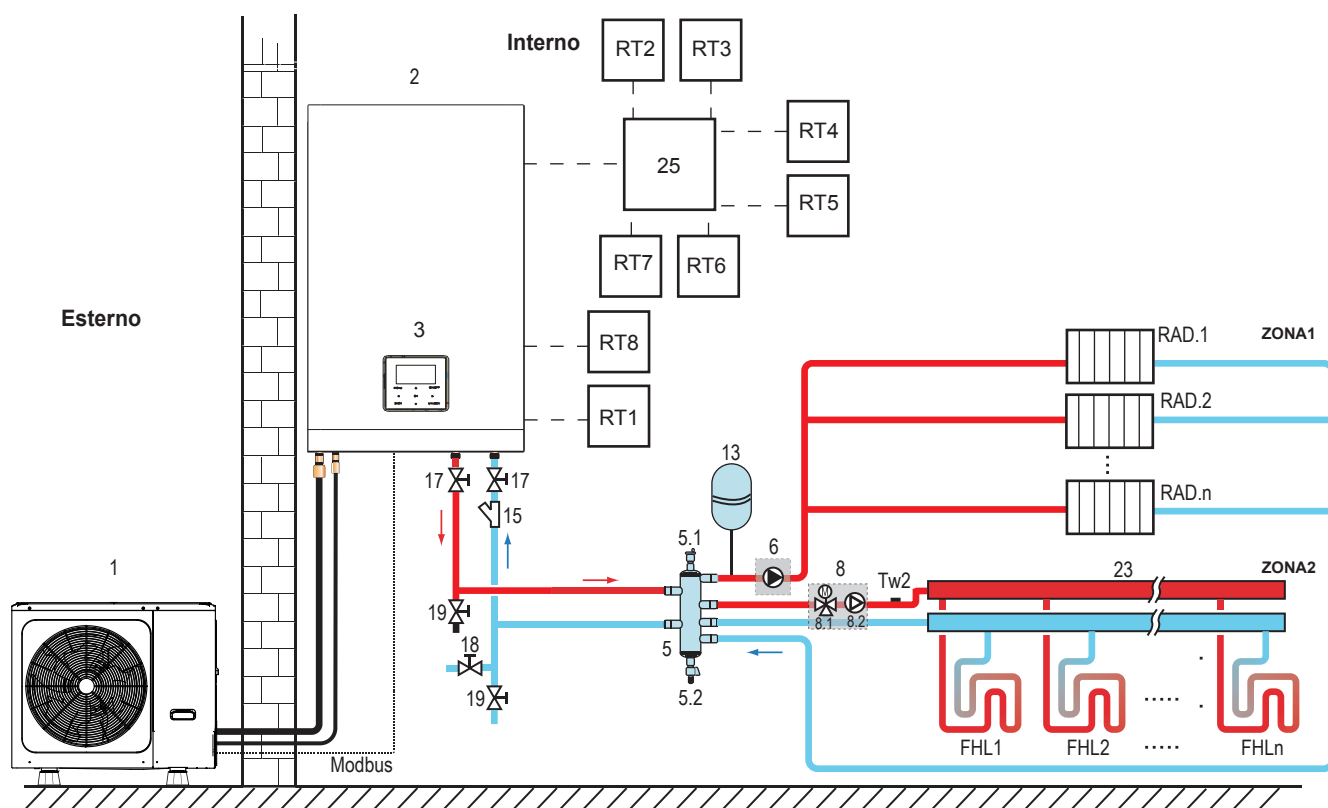 Interno
RT2
RT3
2
RT4
25
RT5
RT7
RT6
Esterno
3
RT8
RT1
RAD.1
ZONA1
RAD.2
13
17
17
RAD.n
15
5.1
6
1
8
Tw2
23
ZONA2
M
19
8.1
8.2
18
5
19
5.2
FHL1
FHL2
.....
FHLn
Modbus